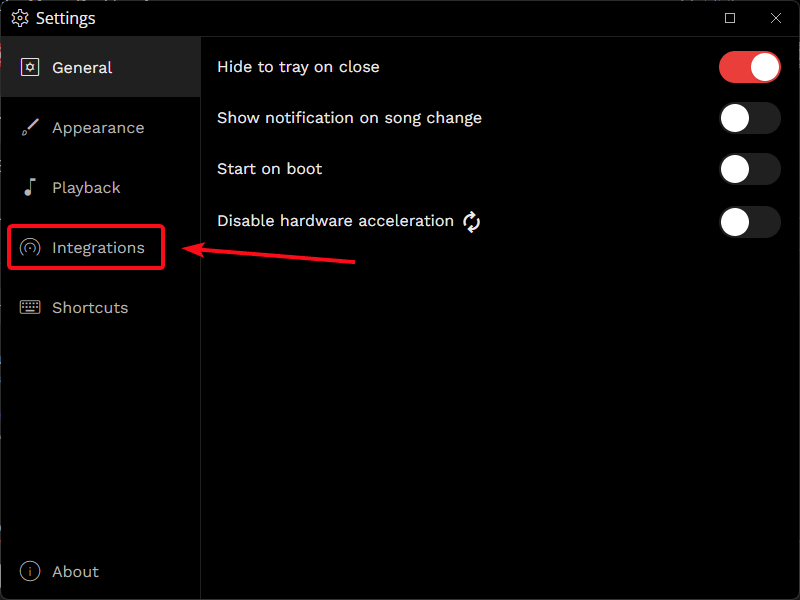 Settings
General
Appearance
Playback
Integrations
Shortcuts
About
Hide to tray on close
Show notification on song change
Start on boot
Disable hardware acceleration